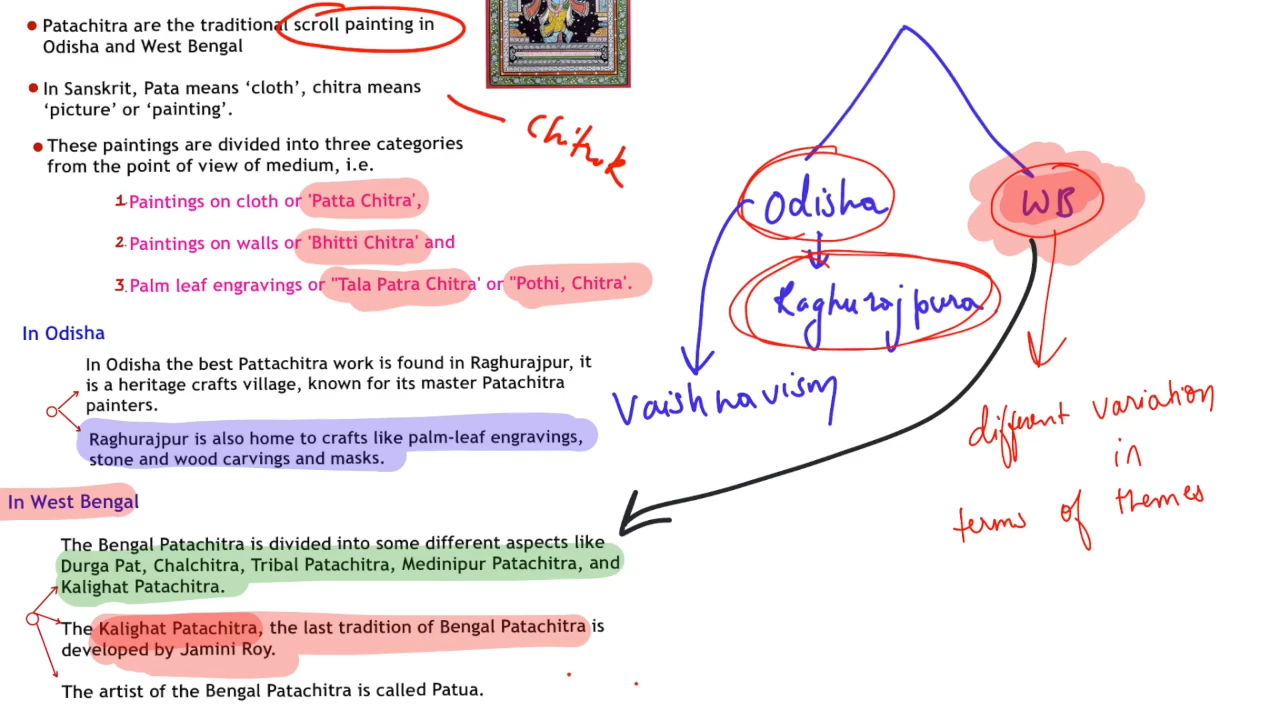 • Patachitra are the traditional scroll painting in
Odisha and West Bengal
• In Sanskrit, Pata means ‘cloth’, chitra means
‘picture’ or ‘painting’.
• These paintings are divided into three categories
from the point of view of medium, i.e.
1. Paintings on cloth or 'Patta Chitra',
2. Paintings on walls or 'Bhitti Chitra' and
3. Palm leaf engravings or "Tala Patra Chitra' or "Pothi, Chitra'.
In Odisha
In Odisha the best Pattachitra work is found in Raghurajpur, it
is a heritage crafts village, known for its master Patachitra
painters.
Raghurajpur is also home to crafts like palm-leaf engravings,
stone and wood carvings and masks.
In West Bengal
The Bengal Patachitra is divided into some different aspects like
Durga Pat, Chalchitra, Tribal Patachitra, Medinipur Patachitra, and
Kalighat Patachitra.
The Kalighat Patachitra, the last tradition of Bengal Patachitra is
developed by Jamini Roy.
The artist of the Bengal Patachitra is called Patua.
Odisha
WB
Raghurajpura
Vaishnavism
different variation
in
terms of themes